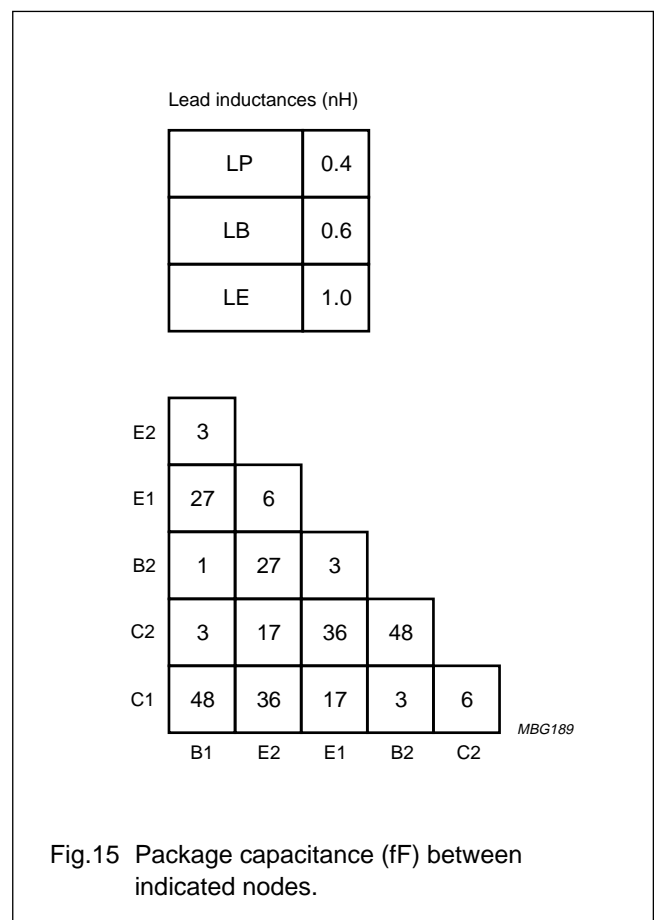 Lead inductances (nH)
LP 0.4
LB 0.6
LE 1.0
E2 3
E1 27 6
B2 1 27 3
C2 3 17 36 48
C1 48 36 17 3 6
MBG189
B1 E2 E1 B2 C2
Fig.15 Package capacitance (fF) between
indicated nodes.